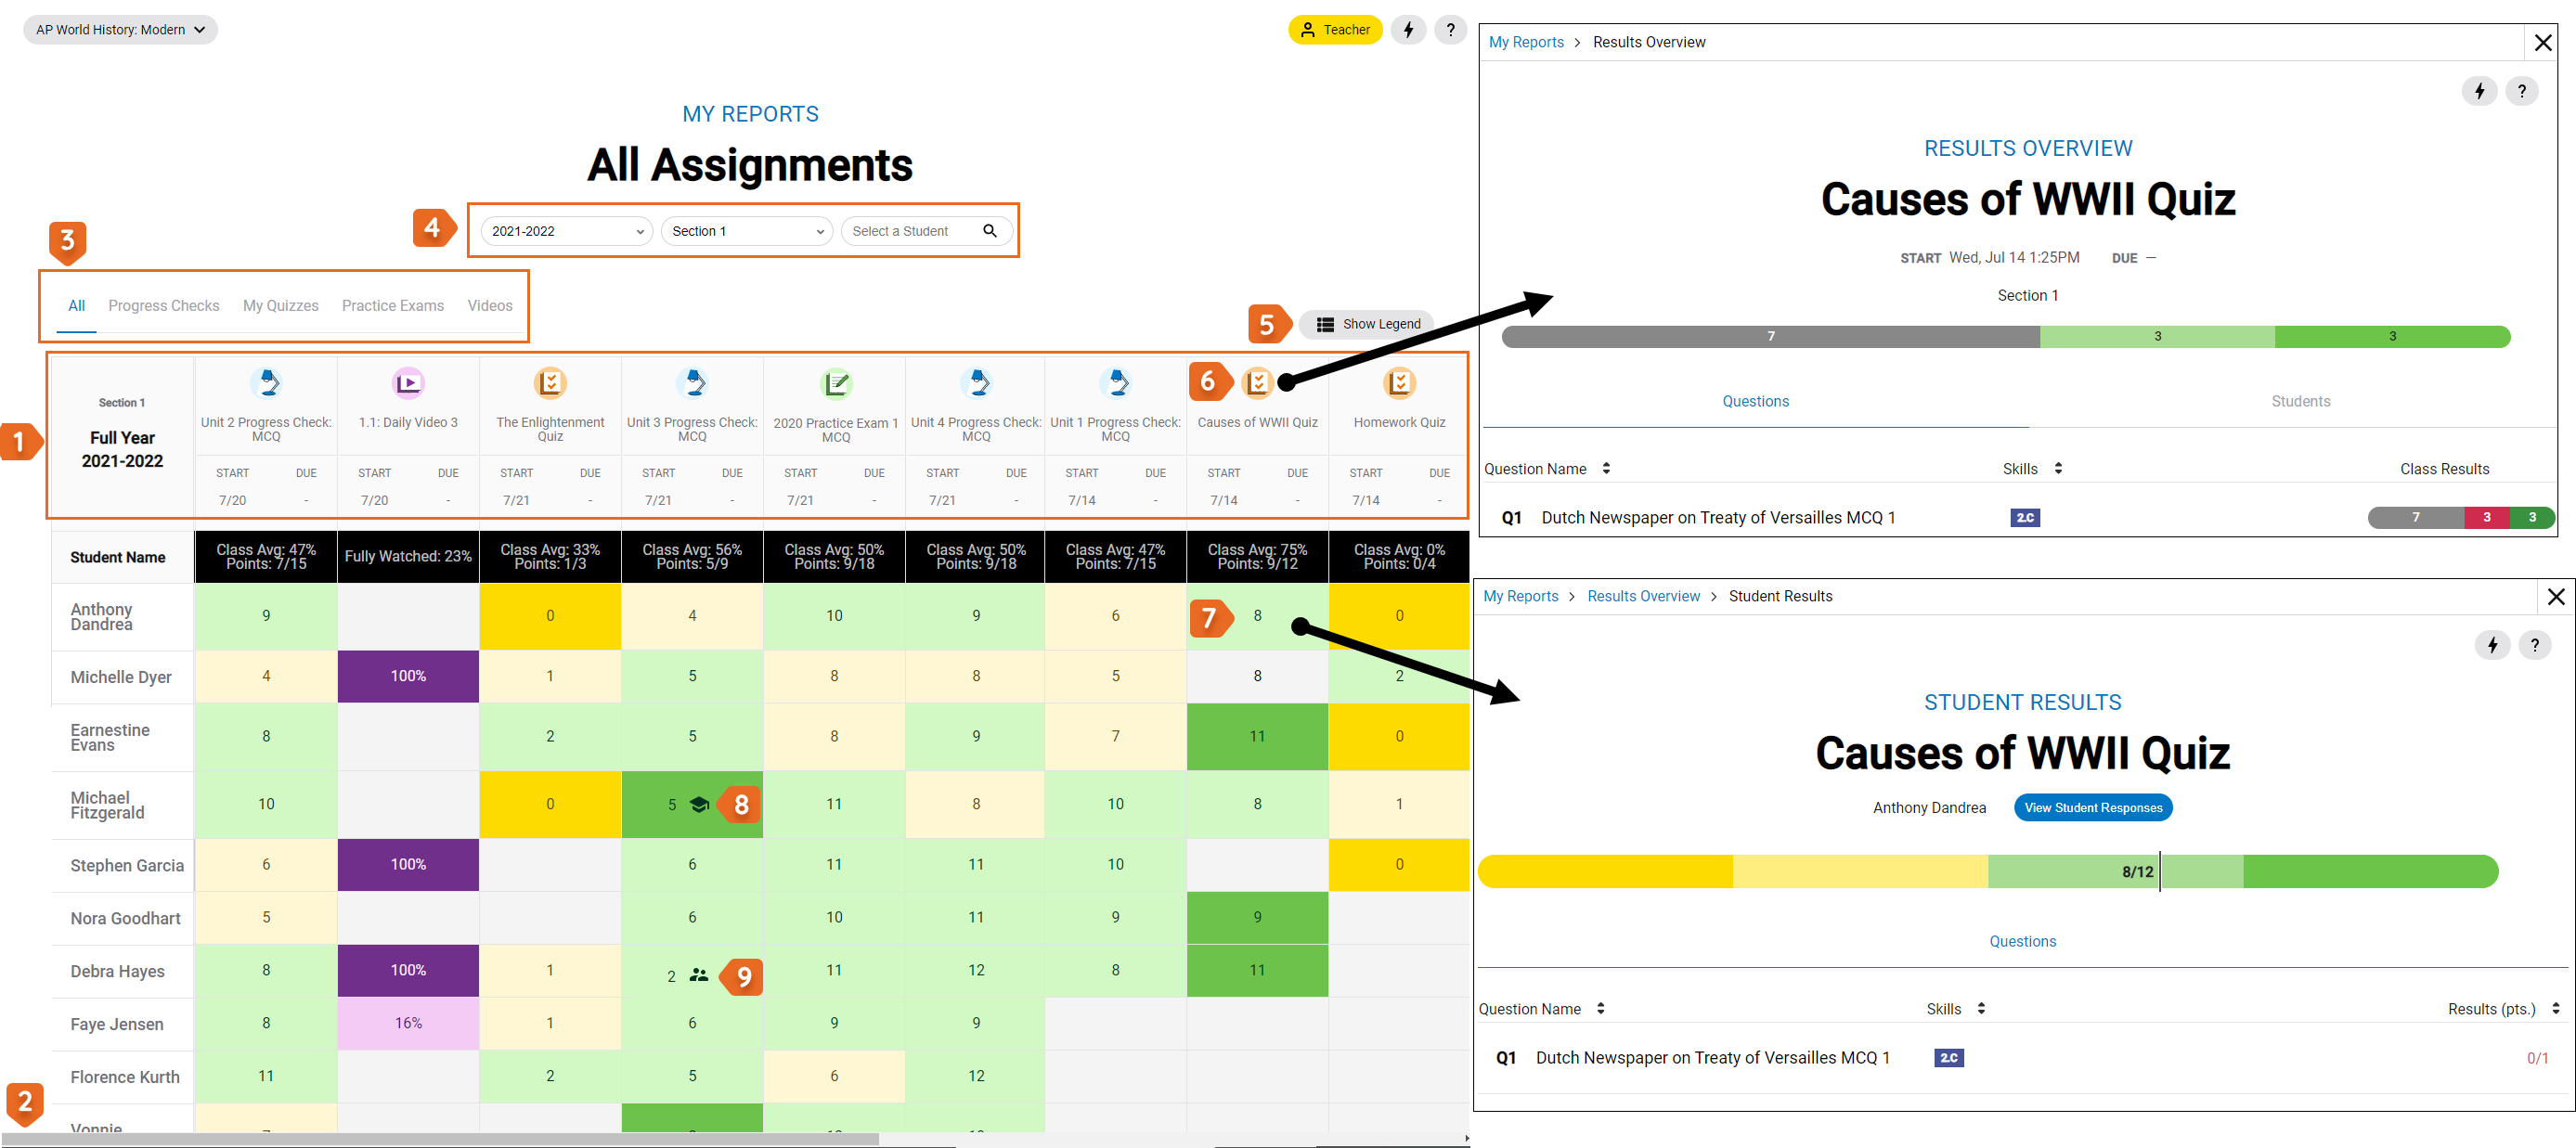 AP World History: Modern
Teacher
?
MY REPORTS
All Assignments
4
2021-2022
Section 1
Select a Student
3
All
Progress Checks
My Quizzes
Practice Exams
Videos
5
Show Legend
1
Section 1
Full Year
2021-2022
Unit 2 Progress Check:
MCQ
START DUE
7/20 -
1.1: Daily Video 3
START DUE
7/20 -
The Enlightenment
Quiz
START DUE
7/21 -
Unit 3 Progress Check:
MCQ
START DUE
7/21 -
2020 Practice Exam 1
MCQ
START DUE
7/21 -
Unit 4 Progress Check:
MCQ
START DUE
7/21 -
Unit 1 Progress Check:
MCQ
START DUE
7/14 -
6
Causes of WWII Quiz
START DUE
7/14 -
Homework Quiz
START DUE
7/14 -
Student Name
Class Avg: 47%
Points: 7/15
Fully Watched: 23%
Class Avg: 33%
Points: 1/3
Class Avg: 56%
Points: 5/9
Class Avg: 50%
Points: 9/18
Class Avg: 50%
Points: 9/18
Class Avg: 47%
Points: 7/15
Class Avg: 75%
Points: 9/12
Class Avg: 0%
Points: 0/4
Anthony
Dandrea
9 0 4 10 9 6 7 8 0
Michelle Dyer 4 100% 1 5 8 8 5 8 2
Earnestine
Evans
8 2 5 8 9 7 11 0
Michael
Fitzgerald
10 0 5 8 11 8 10 8 1
Stephen Garcia 6 100% 6 11 11 10 0
Nora Goodhart 5 6 10 11 9 9
Debra Hayes 8 100% 1 2 9 11 12 8 11
Faye Jensen 8 16% 1 6 9 9
Florence Kurth 11 2 5 6 12
2
Vonnie
My Reports > Results Overview
?
RESULTS OVERVIEW
Causes of WWII Quiz
START Wed, Jul 14 1:25PM DUE —
Section 1
7 3 3
Questions
Students
Question Name
Skills
Class Results
Q1 Dutch Newspaper on Treaty of Versailles MCQ 1 2.C 7 3 3
My Reports > Results Overview > Student Results
?
STUDENT RESULTS
Causes of WWII Quiz
Anthony Dandrea
View Student Responses
8/12
Questions
Question Name
Skills
Results (pts.)
Q1 Dutch Newspaper on Treaty of Versailles MCQ 1 2.C 0/1